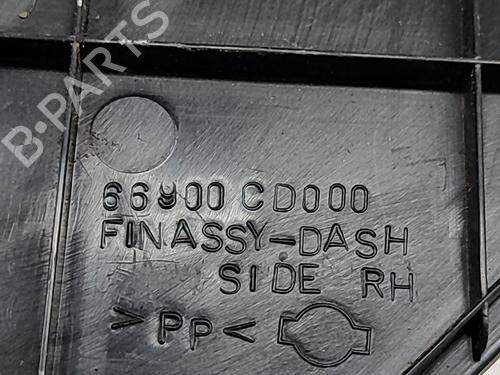 B-PARTS
66900 CD000
FINASSY-DASH
SIDE RH
>PP<